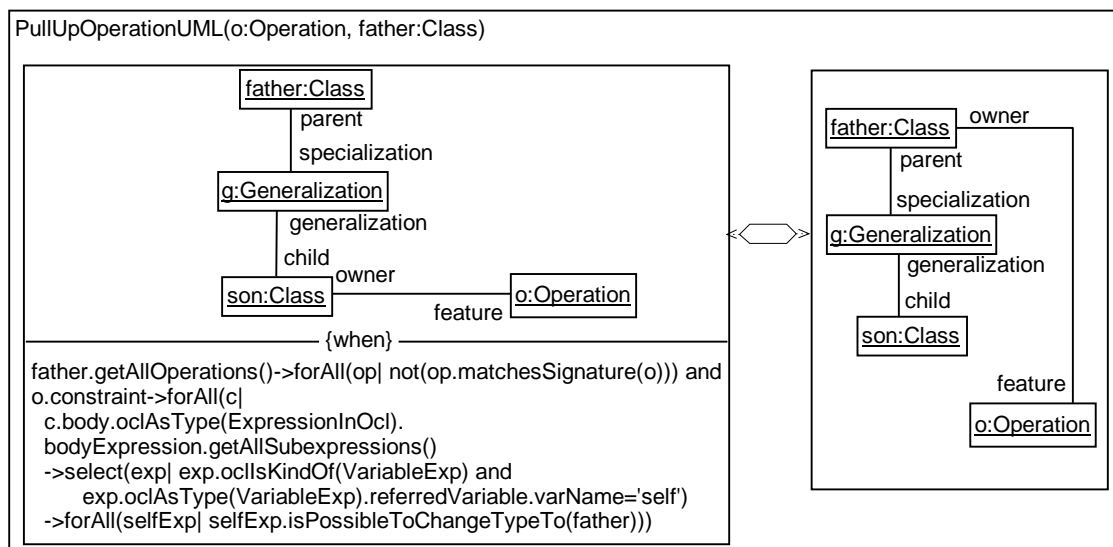 PullUpOperationUML(o:Operation, father:Class)
father:Class
parent
specialization
g:Generalization
generalization
child
owner
son:Class
o:Operation
feature
{when}
father.getAllOperations()->forAll(op| not(op.matchesSignature(o))) and
o.constraint->forAll(c|
c.body.oclAsType(ExpressionInOcl).
bodyExpression.getAllSubexpressions()
->select(exp| exp.oclIsKindOf(VariableExp) and
exp.oclAsType(VariableExp).referredVariable.varName='self')
->forAll(selfExp| selfExp.isPossibleToChangeTypeTo(father)))
father:Class
owner
parent
specialization
g:Generalization
generalization
child
son:Class
feature
o:Operation